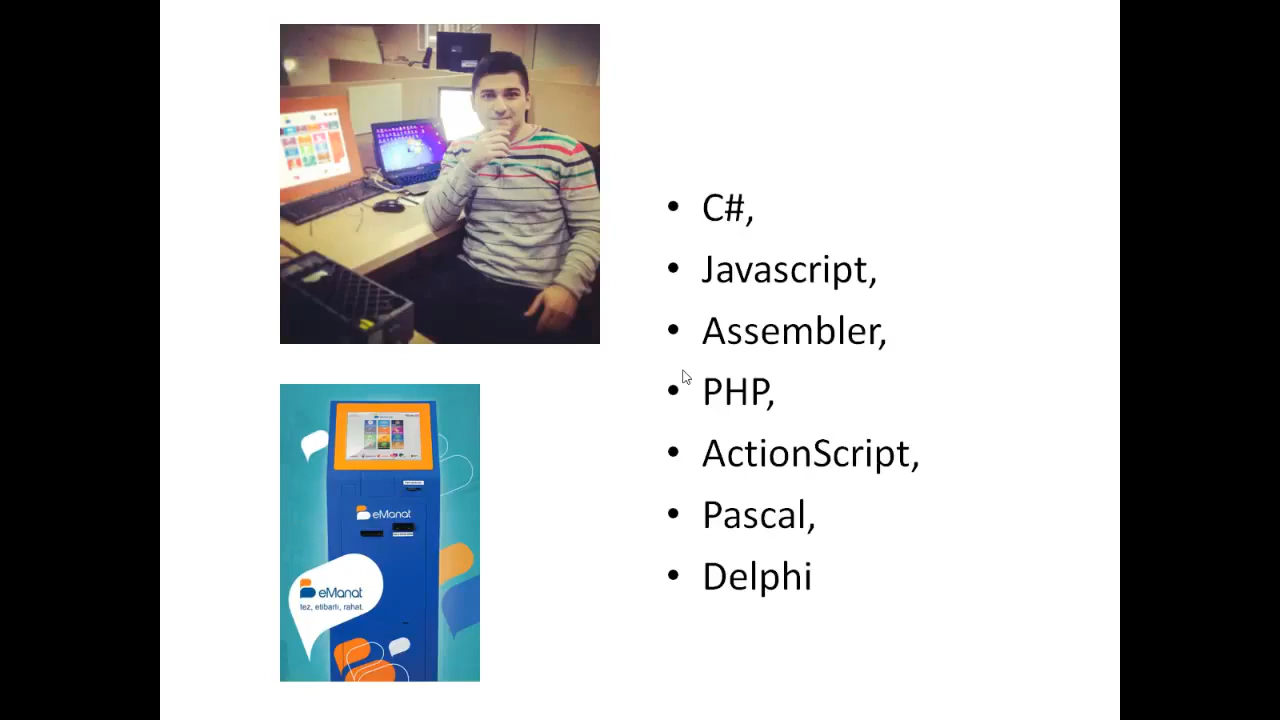 C#,
Javascript,
Assembler,
PHP,
ActionScript,
Pascal,
Delphi
eManat
eManat
tez, etibarlı, rahat.